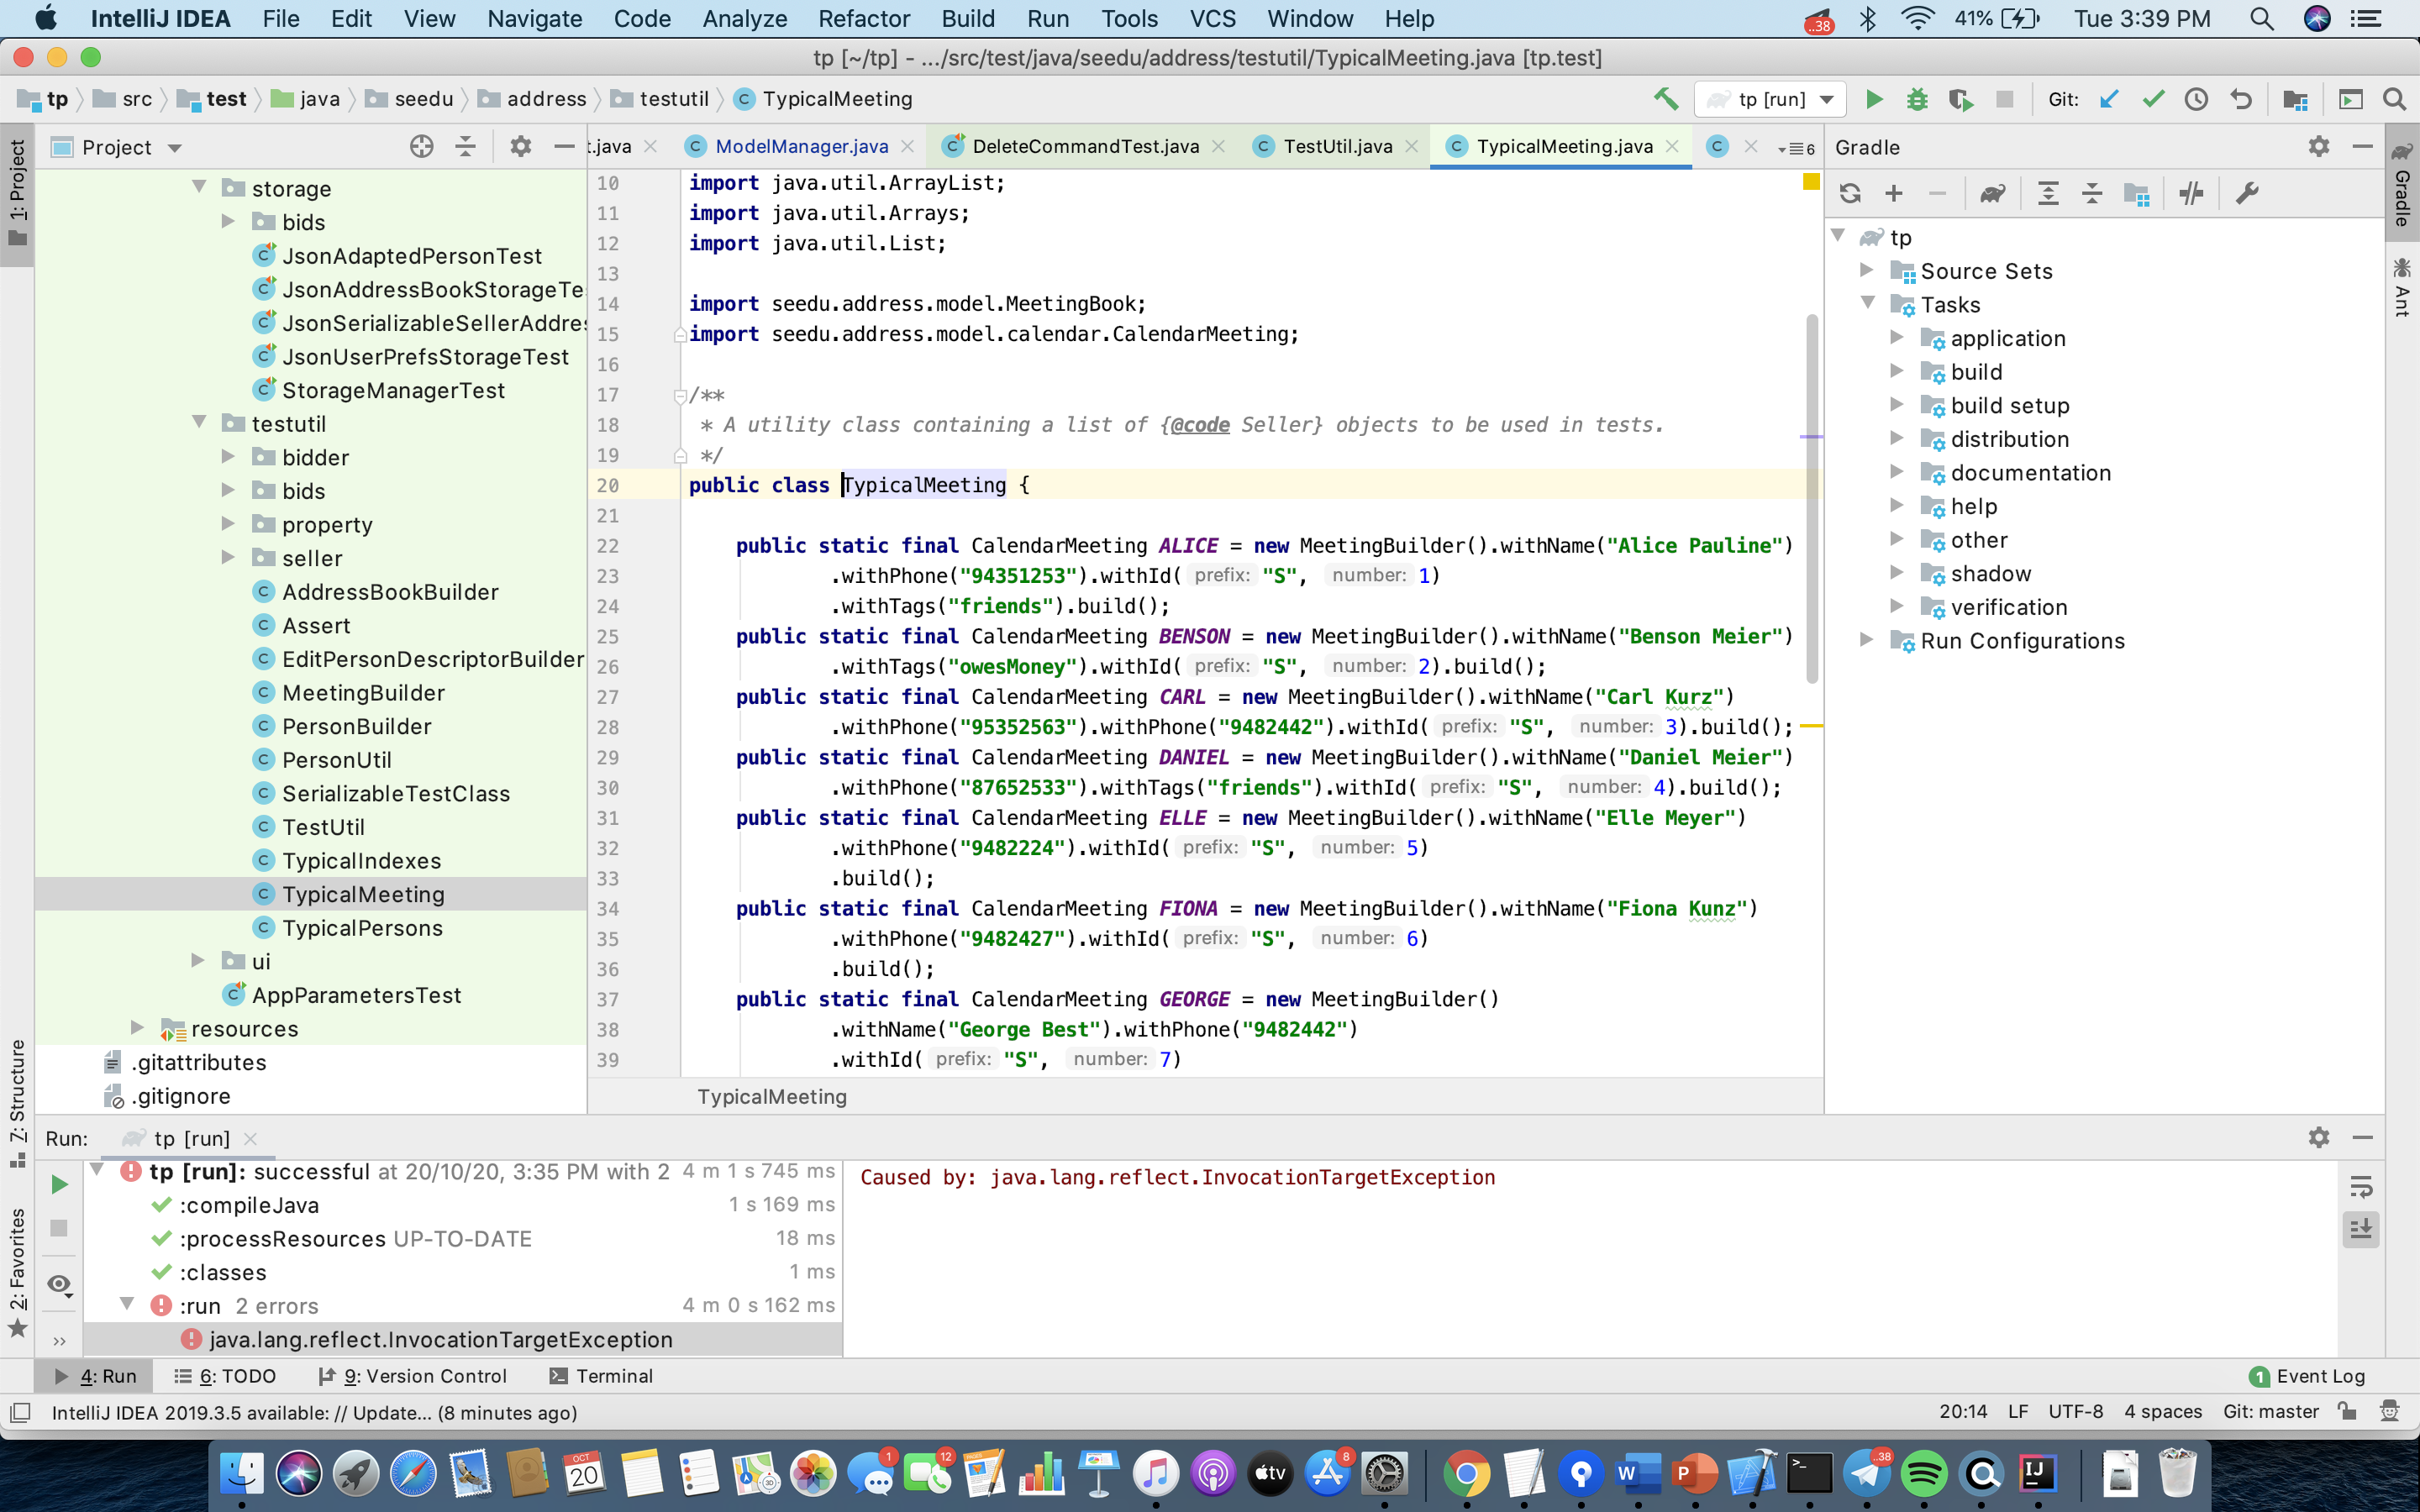 IntelliJ IDEA File Edit View Navigate Code Analyze Refactor Build Run Tools VCS Window Help 38 41% Tue 3:39 PM
tp [~/tp] - .../src/test/java/seedu/address/testutil/TypicalMeeting.java [tp.test]
tp src test java seedu address testutil C TypicalMeeting tp [run] Git:
Project t.java C ModelManager.java C DeleteCommandTest.java C TestUtil.java C TypicalMeeting.java C 6 Gradle
1: Project
7: Structure
2: Favorites
Gradle
Ant
storage
bids
C JsonAdaptedPersonTest
C JsonAddressBookStorageTe
C JsonSerializableSellerAddre
C JsonUserPrefsStorageTest
C StorageManagerTest
testutil
bidder
bids
property
seller
C AddressBookBuilder
C Assert
C EditPersonDescriptorBuilder
C MeetingBuilder
C PersonBuilder
C PersonUtil
C SerializableTestClass
C TestUtil
C TypicalIndexes
C TypicalMeeting
C TypicalPersons
ui
C AppParametersTest
resources
.gitattributes
.gitignore
10 import java.util.ArrayList;
11 import java.util.Arrays;
12 import java.util.List;
13
14 import seedu.address.model.MeetingBook;
15 import seedu.address.model.calendar.CalendarMeeting;
16
17 /**
18 * A utility class containing a list of {@code Seller} objects to be used in tests.
19 */
20 public class TypicalMeeting {
21
22 public static final CalendarMeeting ALICE = new MeetingBuilder().withName("Alice Pauline")
23 .withPhone("94351253").withId( prefix: "S", number: 1)
24 .withTags("friends").build();
25 public static final CalendarMeeting BENSON = new MeetingBuilder().withName("Benson Meier")
26 .withTags("owesMoney").withId( prefix: "S", number: 2).build();
27 public static final CalendarMeeting CARL = new MeetingBuilder().withName("Carl Kurz")
28 .withPhone("95352563").withPhone("9482442").withId( prefix: "S", number: 3).build();
29 public static final CalendarMeeting DANIEL = new MeetingBuilder().withName("Daniel Meier")
30 .withPhone("87652533").withTags("friends").withId( prefix: "S", number: 4).build();
31 public static final CalendarMeeting ELLE = new MeetingBuilder().withName("Elle Meyer")
32 .withPhone("9482224").withId( prefix: "S", number: 5)
33 .build();
34 public static final CalendarMeeting FIONA = new MeetingBuilder().withName("Fiona Kunz")
35 .withPhone("9482427").withId( prefix: "S", number: 6)
36 .build();
37 public static final CalendarMeeting GEORGE = new MeetingBuilder()
38 .withName("George Best").withPhone("9482442")
39 .withId( prefix: "S", number: 7)
TypicalMeeting
tp
Source Sets
Tasks
application
build
build setup
distribution
documentation
help
other
shadow
verification
Run Configurations
Run: tp [run]
tp [run]: successful at 20/10/20, 3:35 PM with 2 4 m 1 s 745 ms
:compileJava 1 s 169 ms
:processResources UP-TO-DATE 18 ms
:classes 1 ms
:run 2 errors 4 m 0 s 162 ms
java.lang.reflect.InvocationTargetException
Caused by: java.lang.reflect.InvocationTargetException
4: Run 6: TODO 9: Version Control Terminal 1 Event Log
IntelliJ IDEA 2019.3.5 available: // Update... (8 minutes ago) 20:14 LF UTF-8 4 spaces Git: master
OCT 20 1 12 tv 8 W P 38 IJ